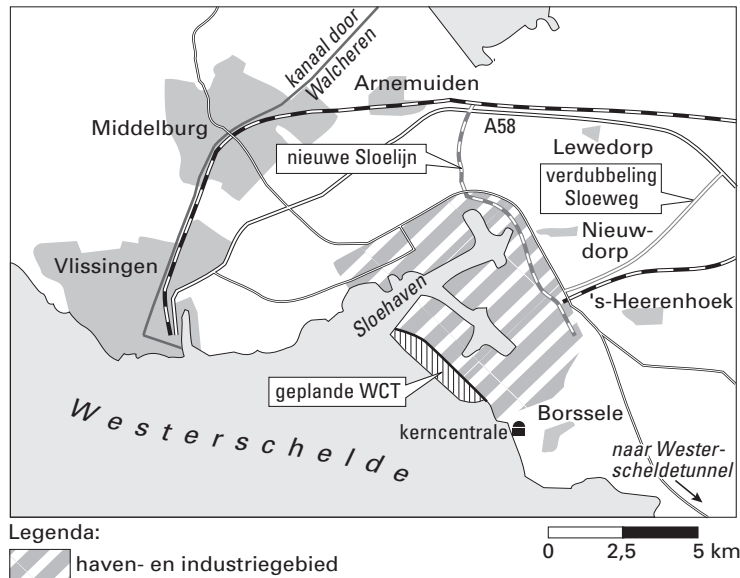 kanaal door
Walcheren
Arnemuiden
Middelburg
A58
Lewedorp
nieuwe Sloelijn
verdubbeling
Sloeweg
Nieuw-
dorp
Vlissingen
's-Heerenhoek
Sloehaven
geplande WCT
Borssele
kerncentrale
Westerschelde
naar Wester-
scheldetunnel
Legenda:
haven- en industriegebied
0 2,5 5 km